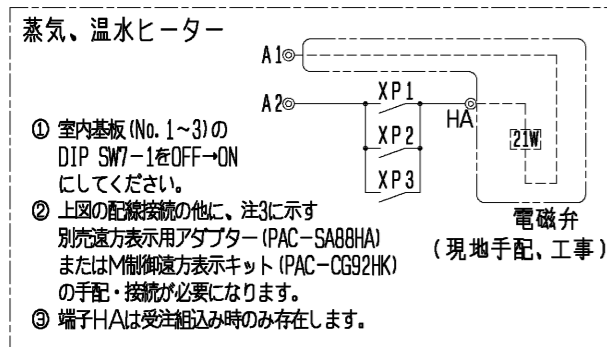 蒸気、温水ヒーター
A1
A2
XP1
XP2
XP3
HA
21W
電磁弁
(現地手配、工事)
① 室内基板(No.1~3)の
DIP SW7-1をOFF→ON
にしてください。
② 上図の配線接続の他に、注3に示す
別売遠方表示用アダプター(PAC-SA88HA)
またはM制御遠方表示キット(PAC-CG92HK)
の手配・接続が必要になります。
③ 端子HAは受注組込み時のみ存在します。